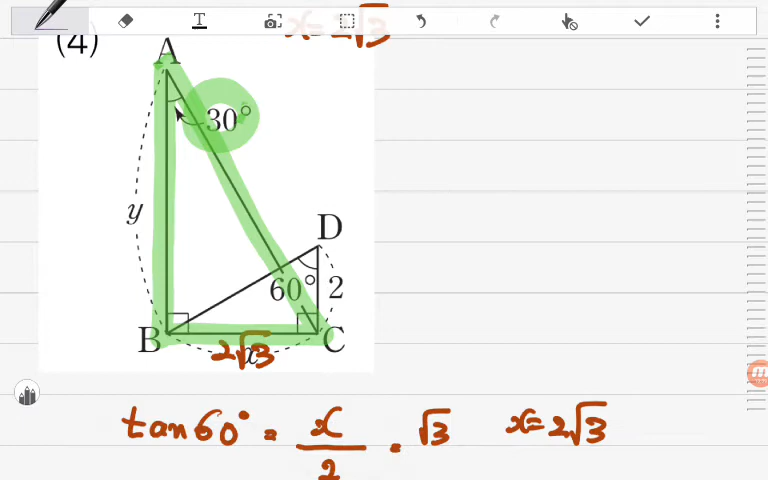 x=2√3
(4)
A
30°
y
D
60°
2
B
2√3
x
C
tan60° = x/2 = √3 x=2√3